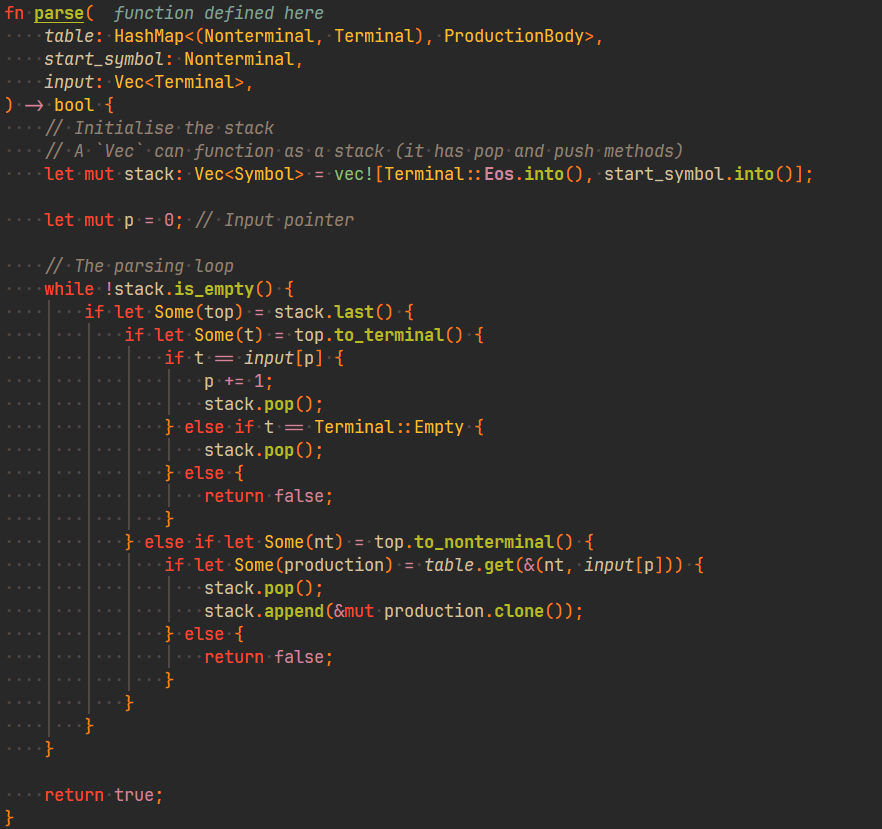 fn parse(  function defined here
    table: HashMap<(Nonterminal, Terminal), ProductionBody>,
    start_symbol: Nonterminal,
    input: Vec<Terminal>,
) -> bool {
    // Initialise the stack
    // A `Vec` can function as a stack (it has pop and push methods)
    let mut stack: Vec<Symbol> = vec![Terminal::Eos.into(), start_symbol.into()];

    let mut p = 0; // Input pointer

    // The parsing loop
    while !stack.is_empty() {
        if let Some(top) = stack.last() {
            if let Some(t) = top.to_terminal() {
                if t == input[p] {
                    p += 1;
                    stack.pop();
                } else if t == Terminal::Empty {
                    stack.pop();
                } else {
                    return false;
                }
            } else if let Some(nt) = top.to_nonterminal() {
                if let Some(production) = table.get(&(nt, input[p])) {
                    stack.pop();
                    stack.append(&mut production.clone());
                } else {
                    return false;
                }
            }
        }
    }

    return true;
}